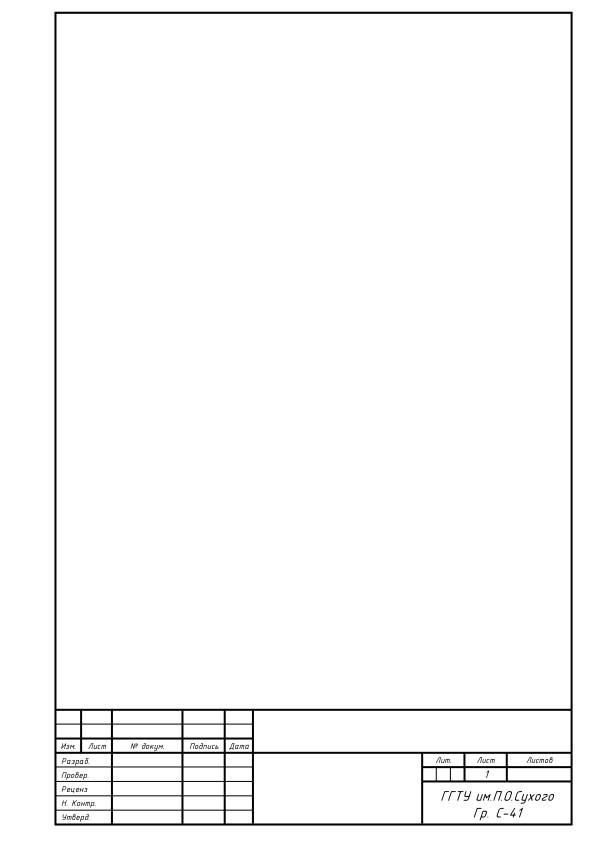 Изм. Лист № докум. Подпись Дата
Разраб.
Провер.
Реценз
Н. Контр.
Утверд.
Лит. Лист Листов
1
ГГТУ им.П.О.Сухого
Гр. С-41